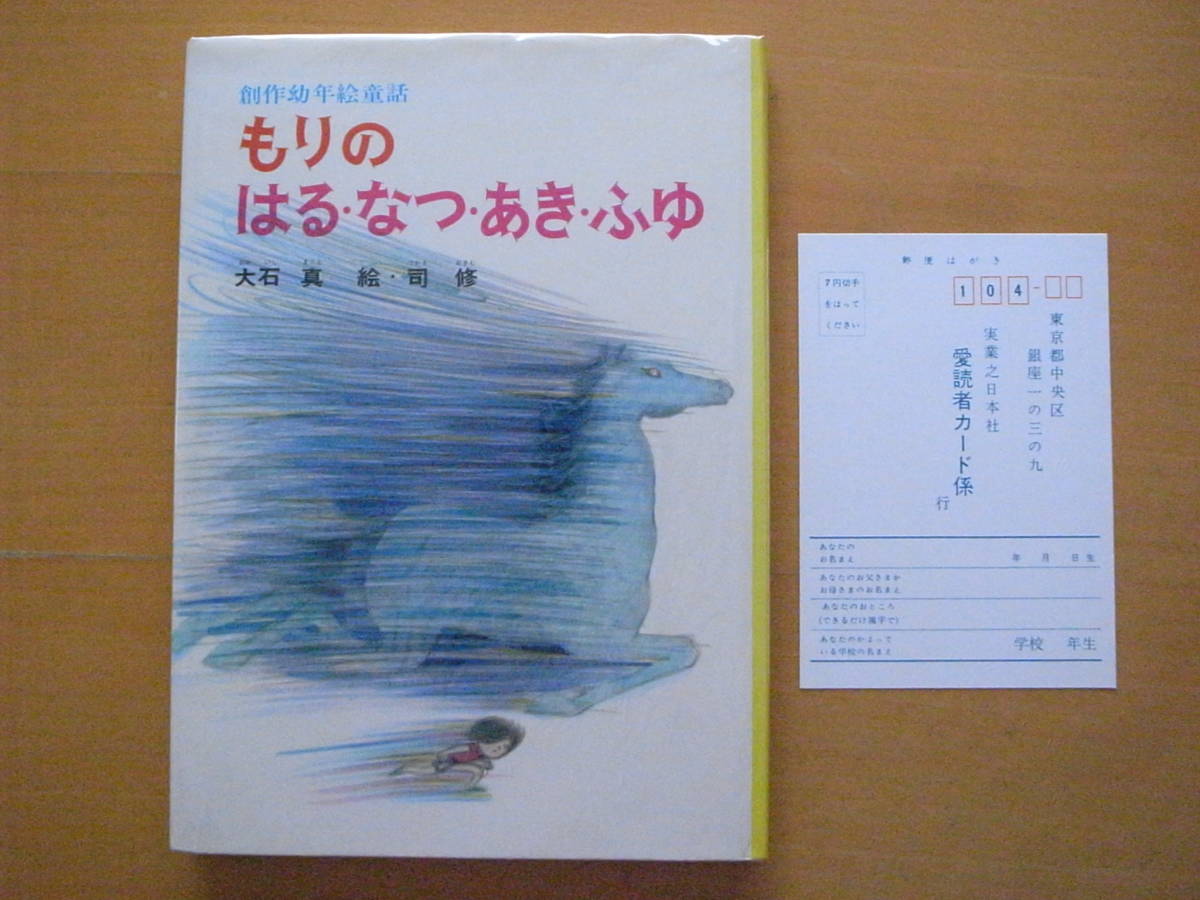 創作幼年絵童話
もりの
はる・なつ・あき・ふゆ
大石 真 絵・司 修
郵便はがき
7円切手
をはって
ください
104-
東京都中央区
銀座一の三の九
実業之日本社
愛読者カード係
行
あなたの
お名まえ
年 月 日生
あなたのお父さまか
お母さまのお名まえ
あなたのおところ
(できるだけ漢字で)
あなたのかよって
いる学校の名まえ
学校 年生